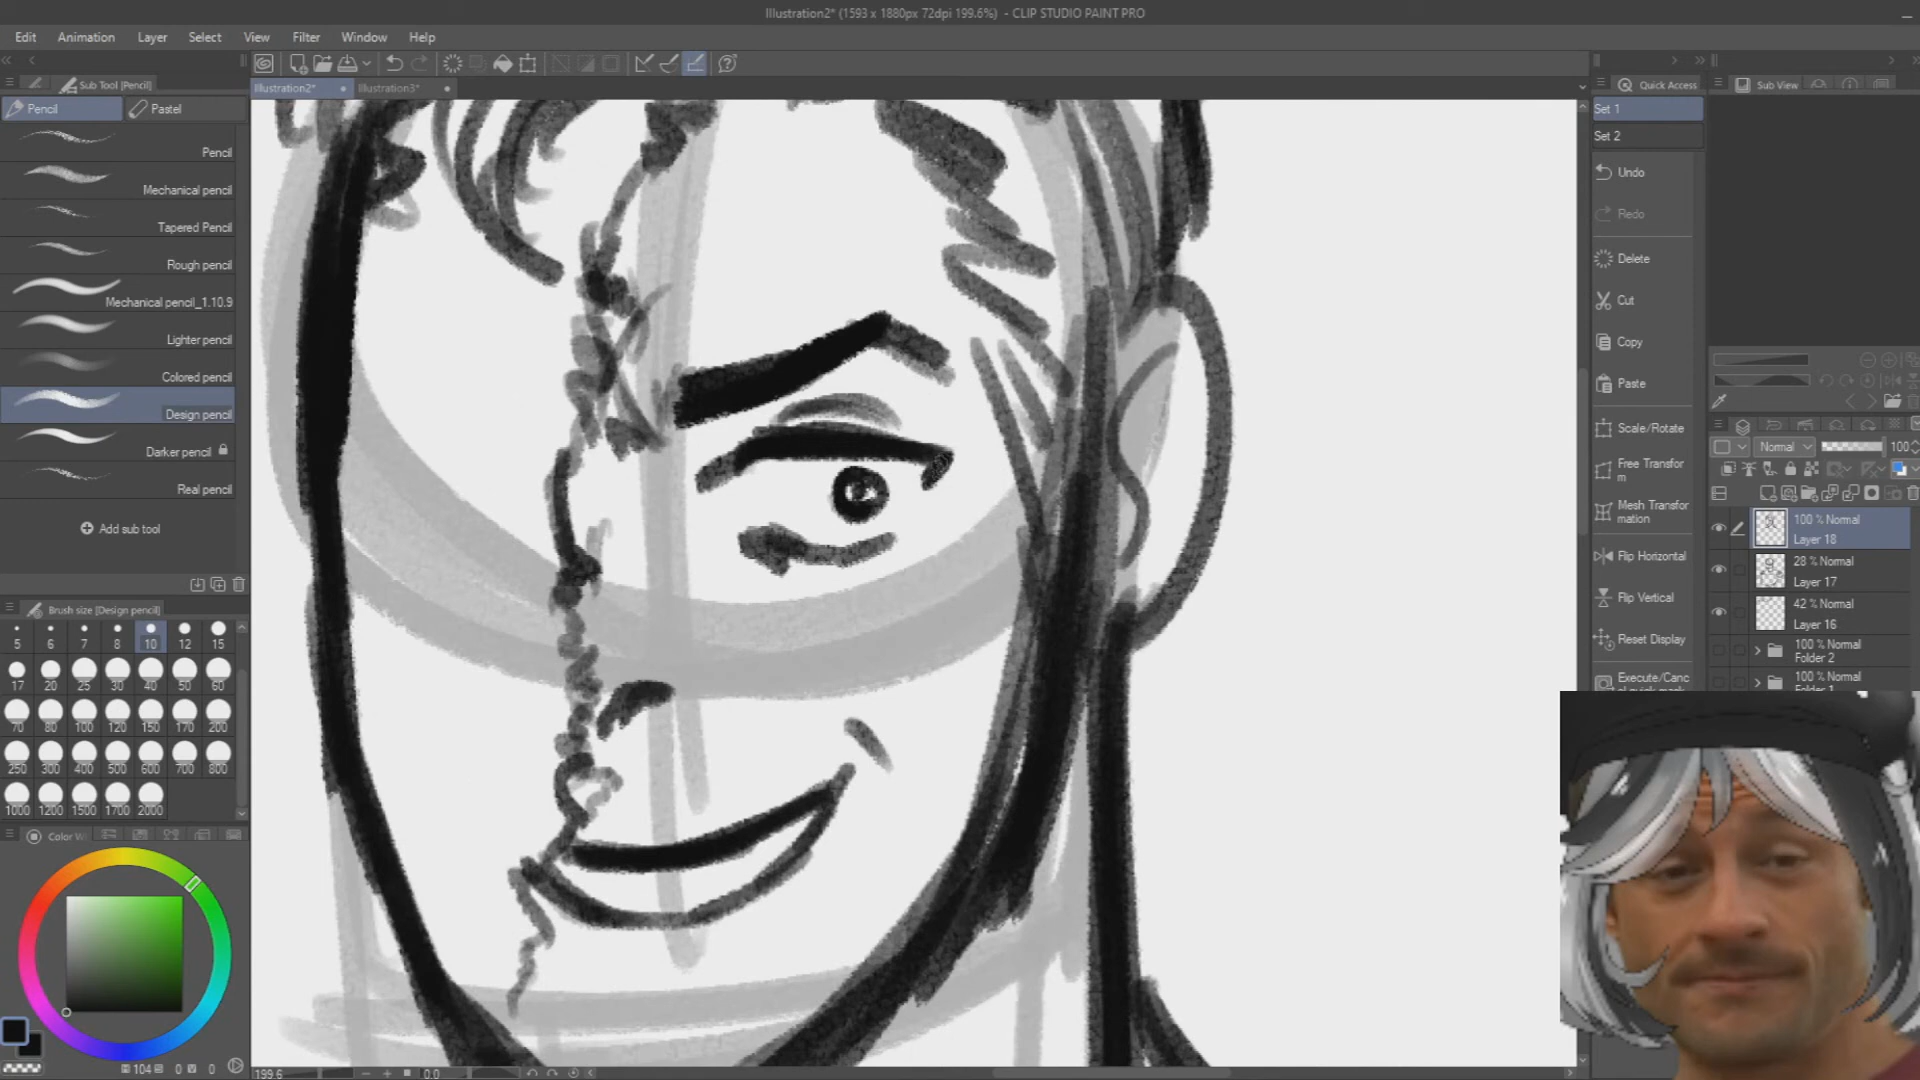 Illustration2* (1593 x 1880px 72dpi 199.6%) - CLIP STUDIO PAINT PRO
Edit Animation Layer Select View Filter Window Help
Sub Tool [Pencil]
Pencil Pastel
Pencil
Mechanical pencil
Tapered Pencil
Rough pencil
Mechanical pencil_1.10.9
Lighter pencil
Colored pencil
Design pencil
Darker pencil
Real pencil
Add sub tool
Brush size [Design pencil]
5 6 7 8 10 12 15
17 20 25 30 40 50 60
70 80 100 120 150 170 200
250 300 400 500 600 700 800
1000 1200 1500 1700 2000
Color W
104 0 0
Illustration2* Illustration3*
199.6 0.0
Quick Access
Set 1
Set 2
Undo
Redo
Delete
Cut
Copy
Paste
Scale/Rotate
Free Transfor
m
Mesh Transfor
mation
Flip Horizontal
Flip Vertical
Reset Display
Execute/Canc
Sub View
Normal 100
100 % Normal
Layer 18
28 % Normal
Layer 17
42 % Normal
Layer 16
100 % Normal
Folder 2
100 % Normal
Folder 1